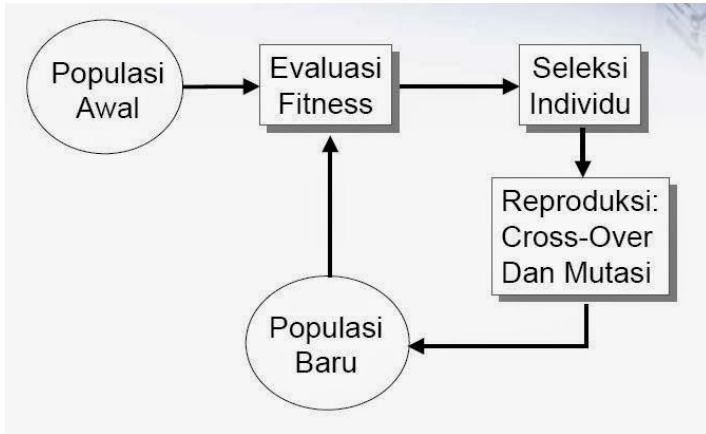 Populasi
Awal
Evaluasi
Fitness
Seleksi
Individu
Reproduksi:
Cross-Over
Dan Mutasi
Populasi
Baru